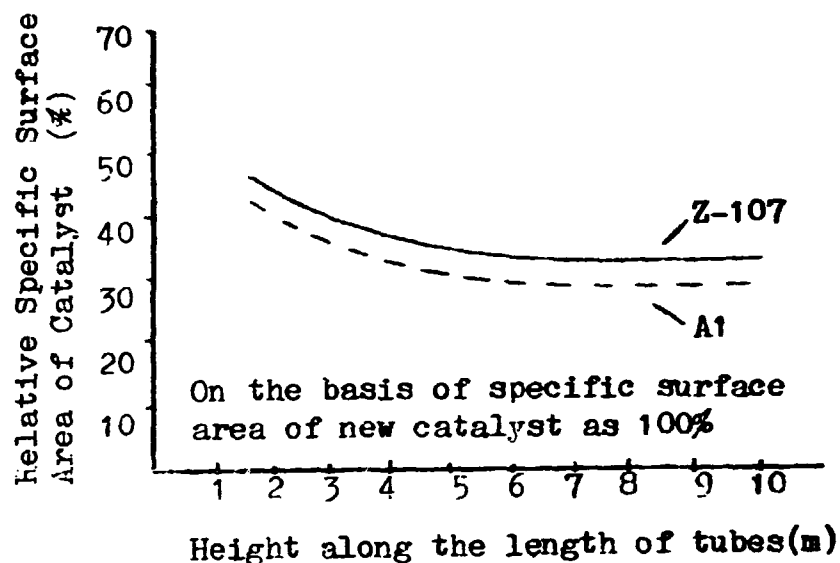 Relative Specific Surface
Area of Catalyst (%)
70
60
50
40
30
20
10
Z-107
A1
On the basis of specific surface
area of new catalyst as 100%
1 2 3 4 5 6 7 8 9 10
Height along the length of tubes(m)